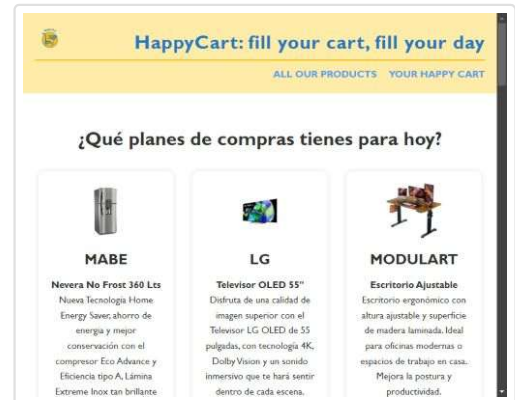 HappyCart: fill your cart, fill your day
ALL OUR PRODUCTS YOUR HAPPY CART
¿Qué planes de compras tienes para hoy?
MABE
Nevera No Frost 360 Lts
Nueva Tecnología Home
Energy Saver, ahorro de
energía y mejor
conservación con el
compresor Eco Advance y
Eficiencia tipo A, Lámina
Extreme Inox tan brillante
LG
Televisor OLED 55"
Disfruta de una calidad de
imagen superior con el
Televisor LG OLED de 55
pulgadas, con tecnología 4K,
Dolby Vision y un sonido
inmersivo que te hará sentir
dentro de cada escena.
MODULART
Escritorio Ajustable
Escritorio ergonómico con
altura ajustable y superficie
de madera laminada. Ideal
para oficinas modernas o
espacios de trabajo en casa.
Mejora la postura y
productividad.